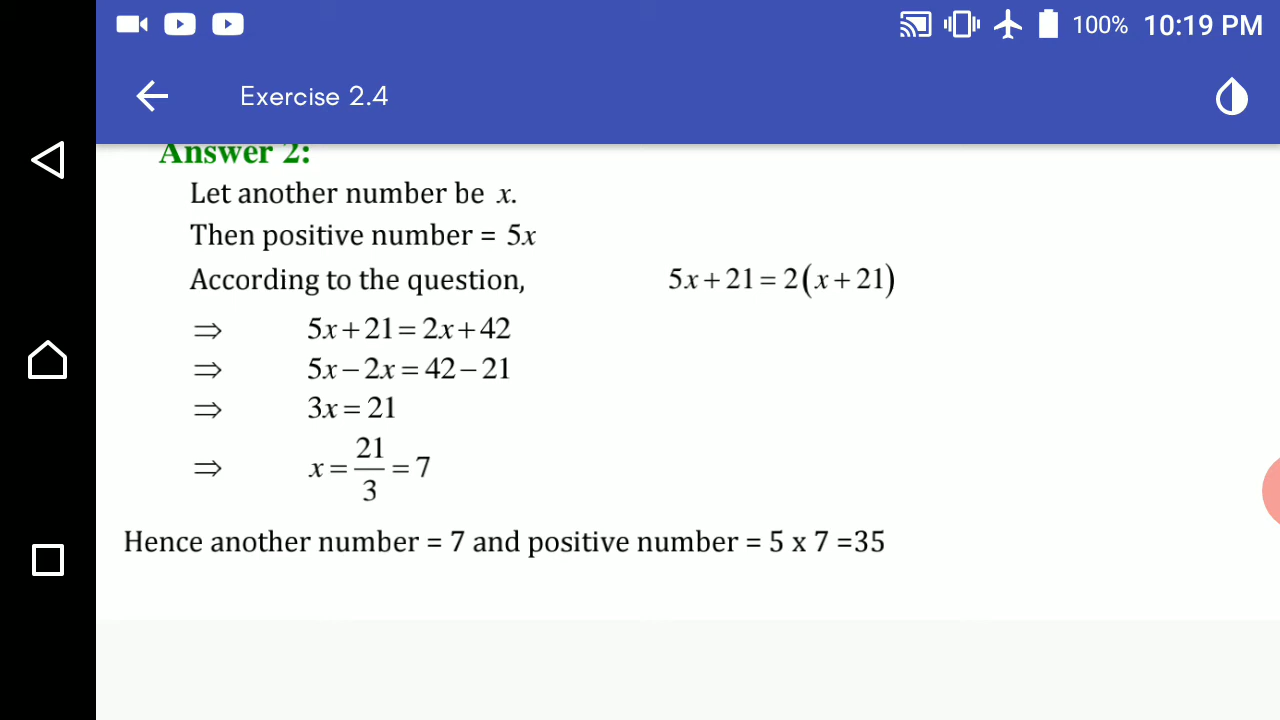 100% 10:19 PM
Exercise 2.4
Answer 2:
Let another number be x.
Then positive number = 5x
According to the question, 5x+21=2(x+21)
⇒ 5x+21=2x+42
⇒ 5x−2x=42−21
⇒ 3x=21
⇒ x=21/3=7
Hence another number = 7 and positive number = 5 x 7 =35